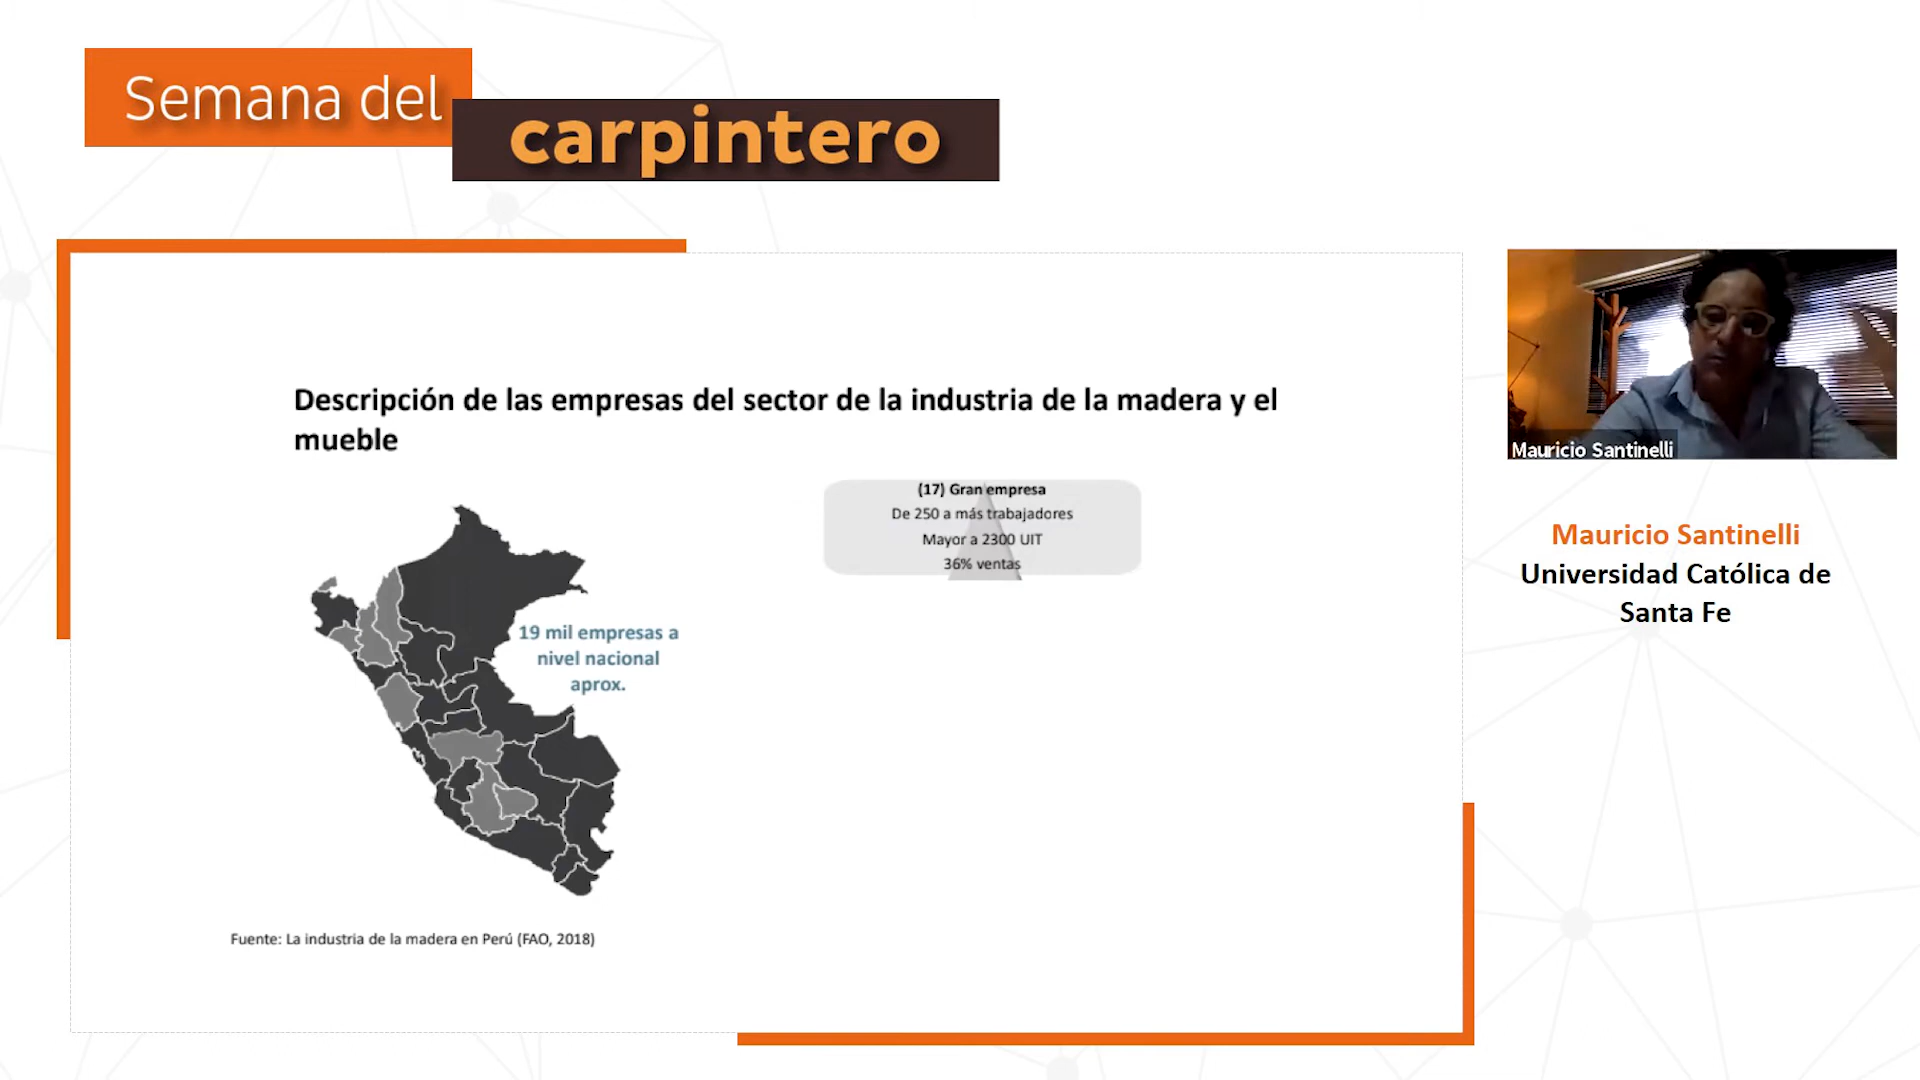 Semana del
carpintero
Descripción de las empresas del sector de la industria de la madera y el
mueble
(17) Gran empresa
De 250 a más trabajadores
Mayor a 2300 UIT
36% ventas
19 mil empresas a
nivel nacional
aprox.
Fuente: La industria de la madera en Perú (FAO, 2018)
Mauricio Santinelli
Mauricio Santinelli
Universidad Católica de
Santa Fe